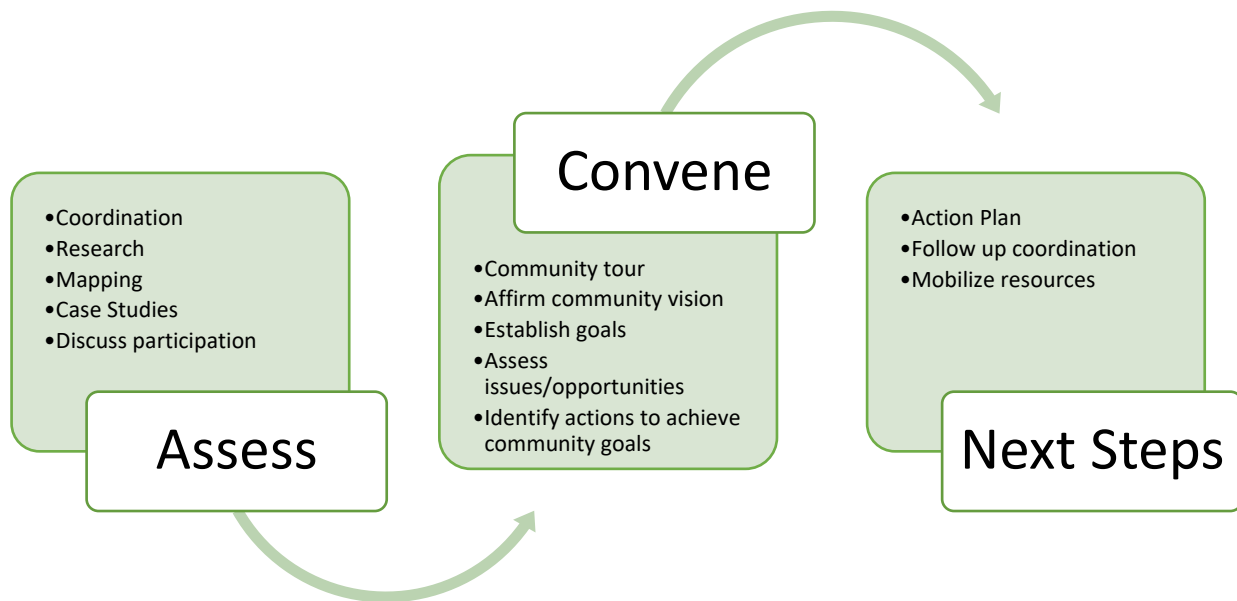 •Coordination
•Research
•Mapping
•Case Studies
•Discuss participation
Assess
Convene
•Community tour
•Affirm community vision
•Establish goals
•Assess
issues/opportunities
•Identify actions to achieve
community goals
•Action Plan
•Follow up coordination
•Mobilize resources
Next Steps